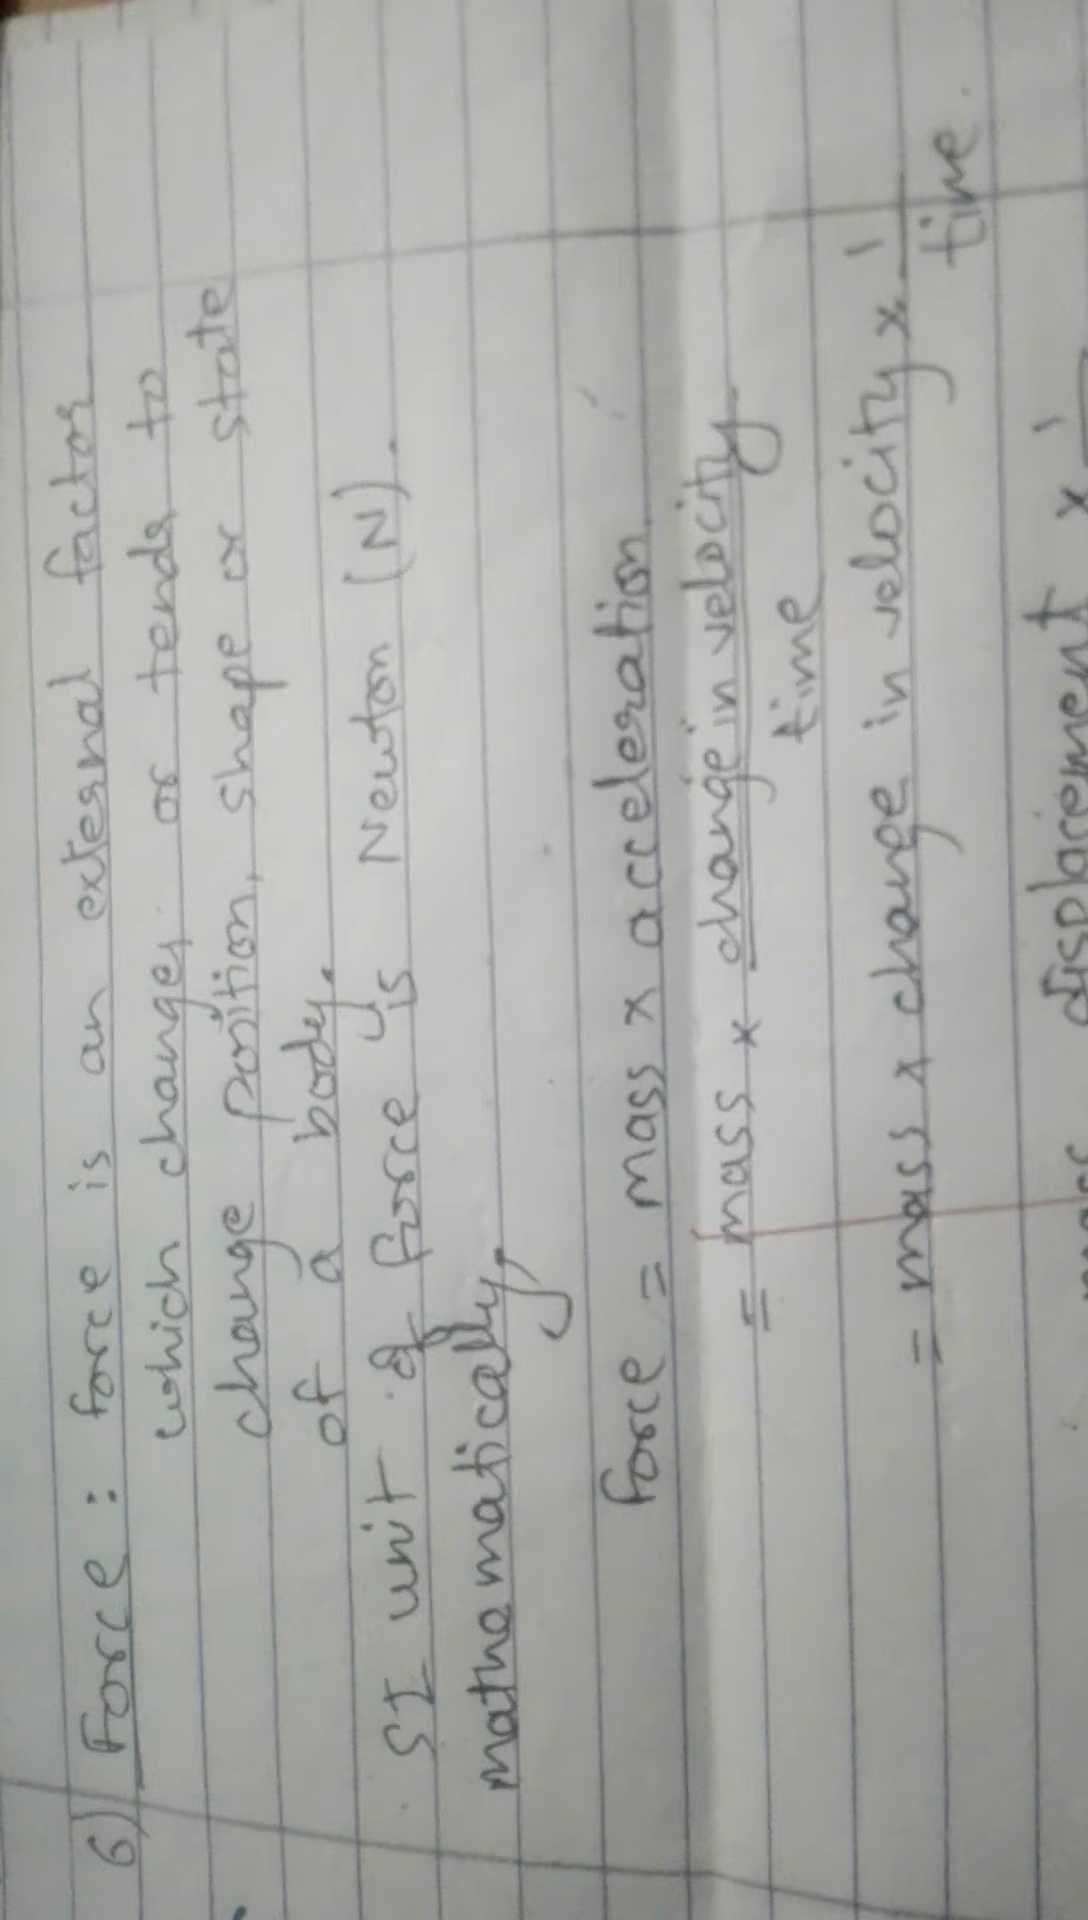 6) Force : force is an external factor
which changes or tends to
change position, shape or state
of a body.
SI unit of force is Newton (N).
mathematically,
force = mass x acceleration
= mass x change in velocity
time
= mass x change in velocity x 1
time.
displacement x 1